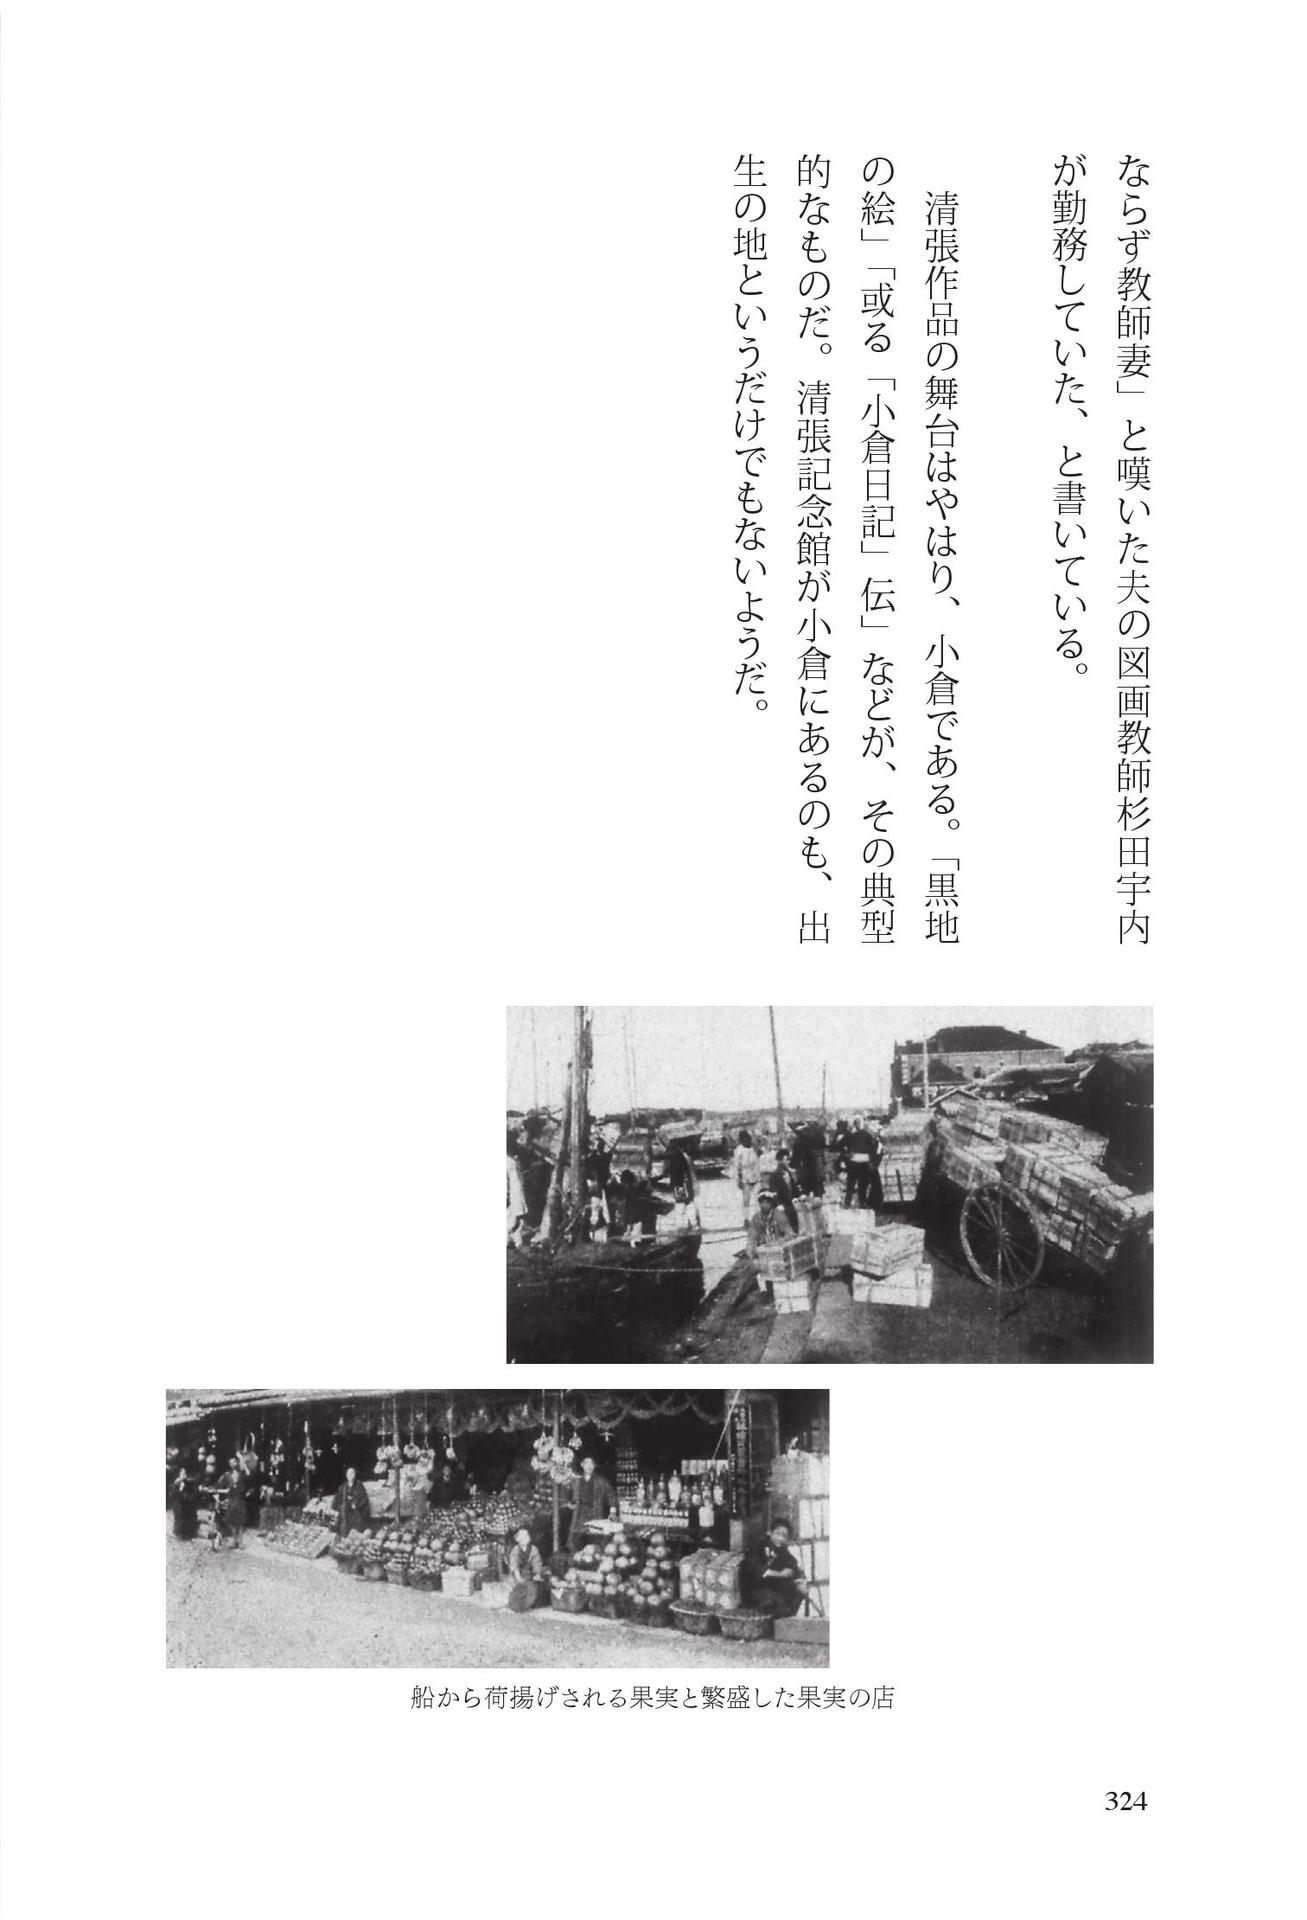 ならず教師妻」と嘆いた夫の図画教師杉田宇内
が勤務していた、と書いている。
清張作品の舞台はやはり、小倉である。「黒地
の絵」「或る「小倉日記」伝」などが、その典型
的なものだ。清張記念館が小倉にあるのも、出
生の地というだけでもないようだ。
船から荷揚げされる果実と繁盛した果実の店
324